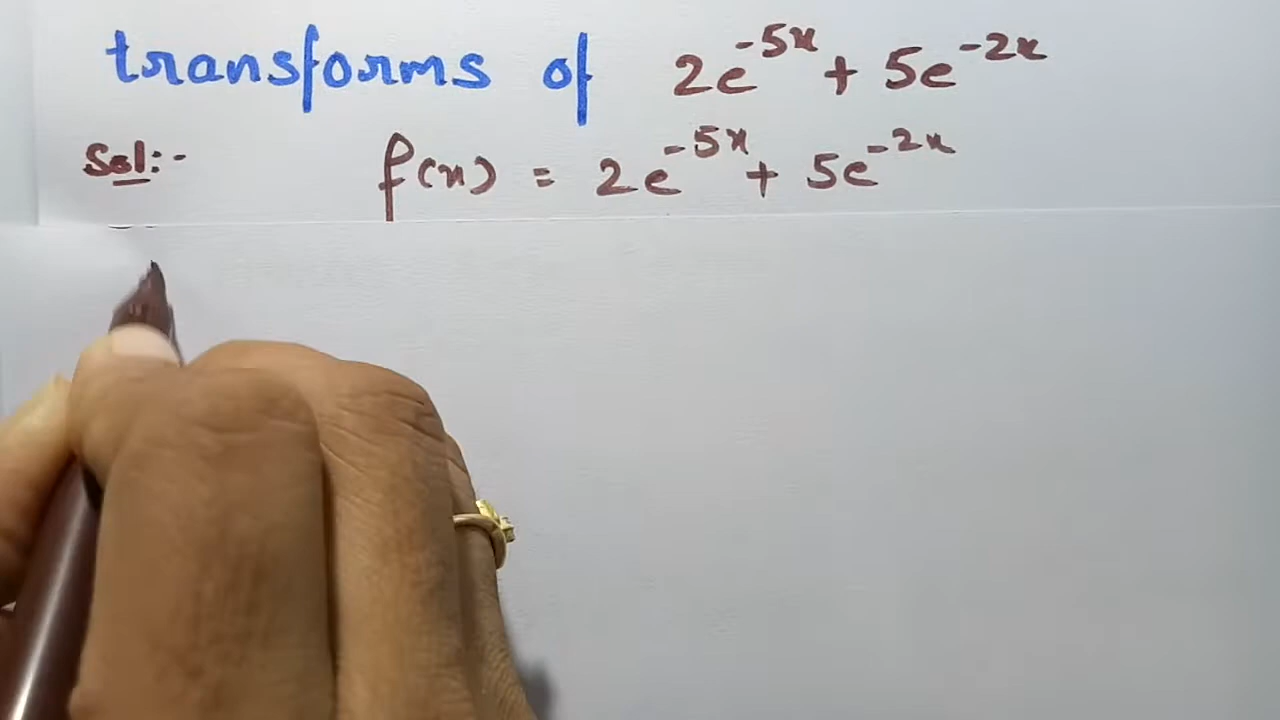 transforms of 2e^{-5x} + 5e^{-2x}
Sol:- f(x) = 2e^{-5x} + 5e^{-2x}